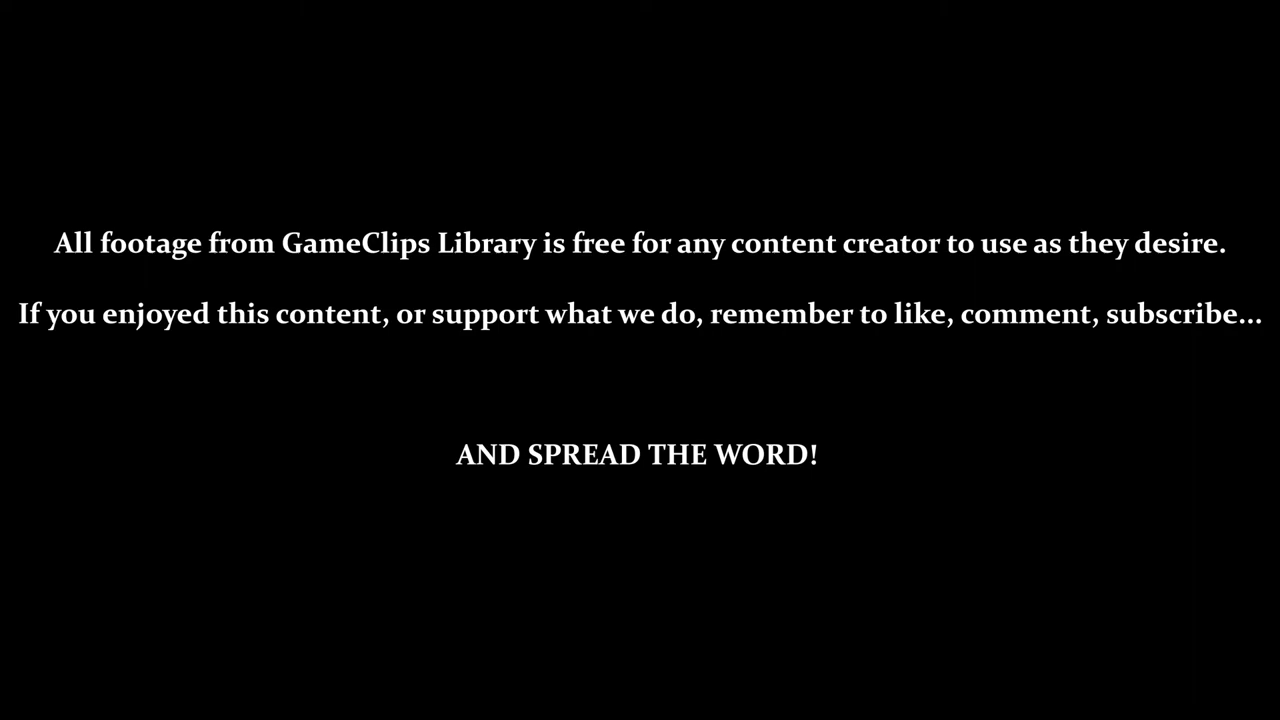 All footage from GameClips Library is free for any content creator to use as they desire.
If you enjoyed this content, or support what we do, remember to like, comment, subscribe...
AND SPREAD THE WORD!